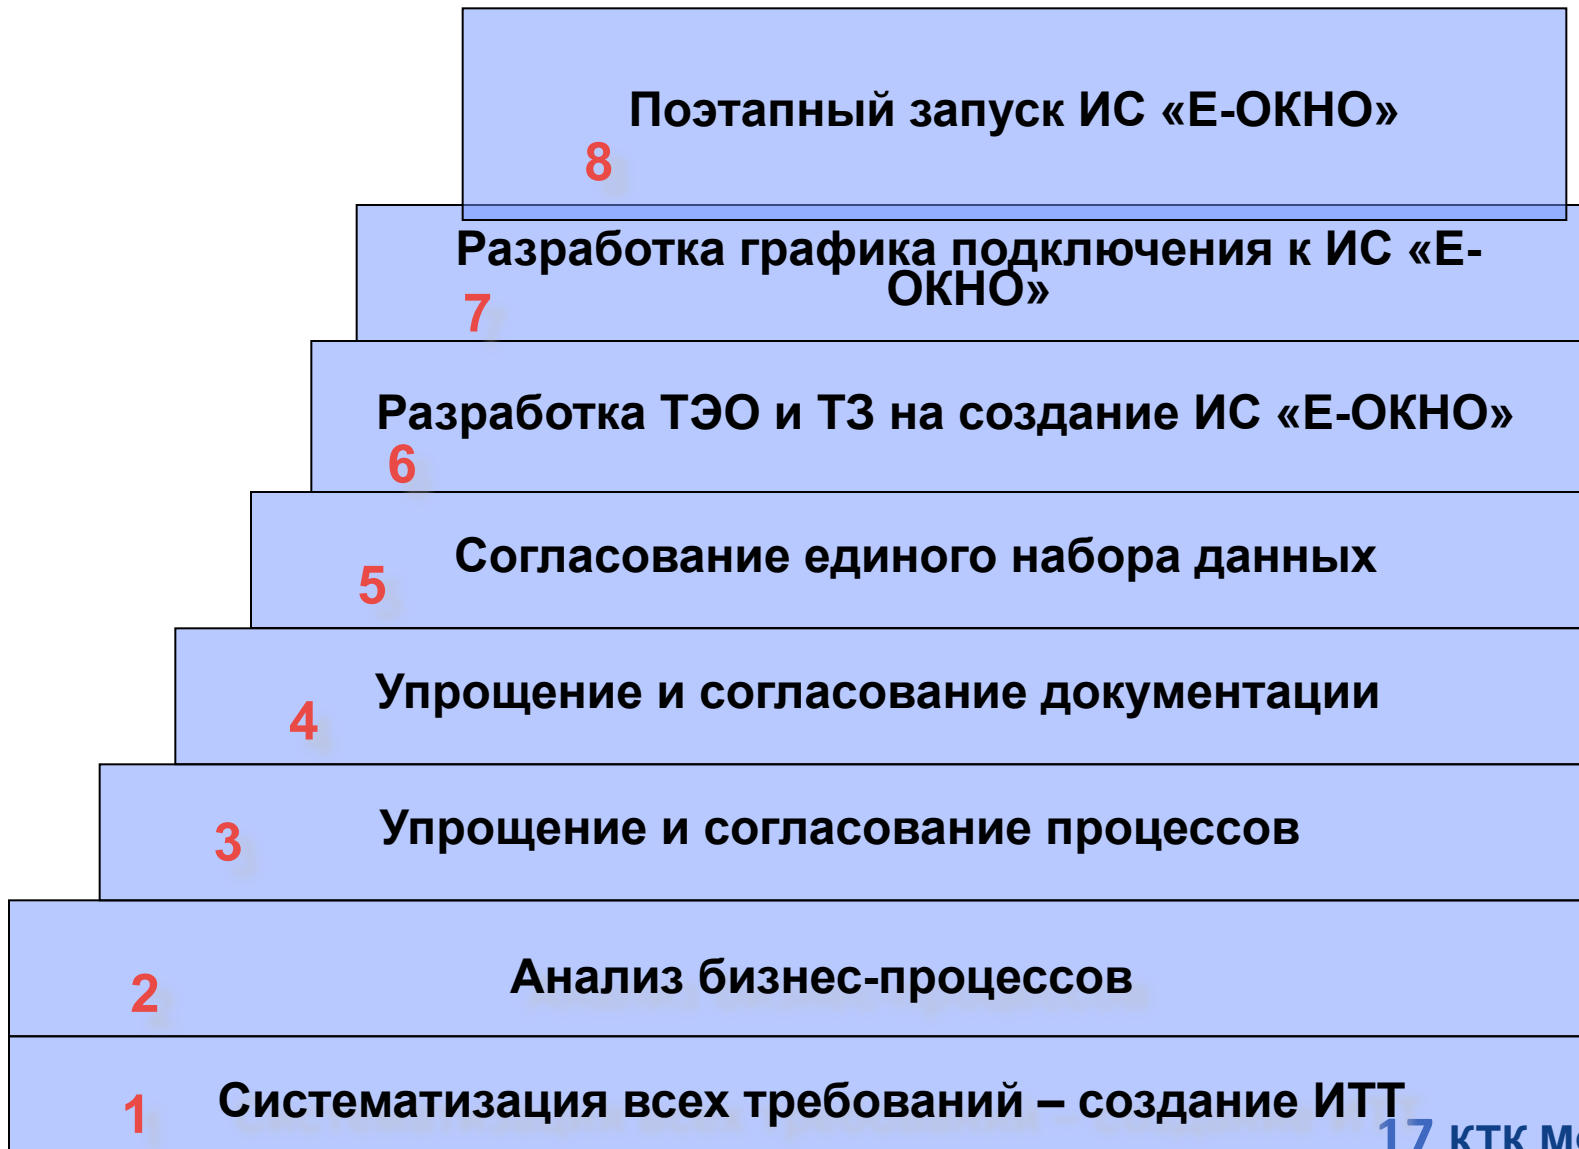 Поэтапный запуск ИС «Е-ОКНО»
8
Разработка графика подключения к ИС «Е-
ОКНО»
7
Разработка ТЭО и ТЗ на создание ИС «Е-ОКНО»
6
Согласование единого набора данных
5
Упрощение и согласование документации
4
Упрощение и согласование процессов
3
Анализ бизнес-процессов
2
Систематизация всех требований – создание ИТТ
1
17 КТК